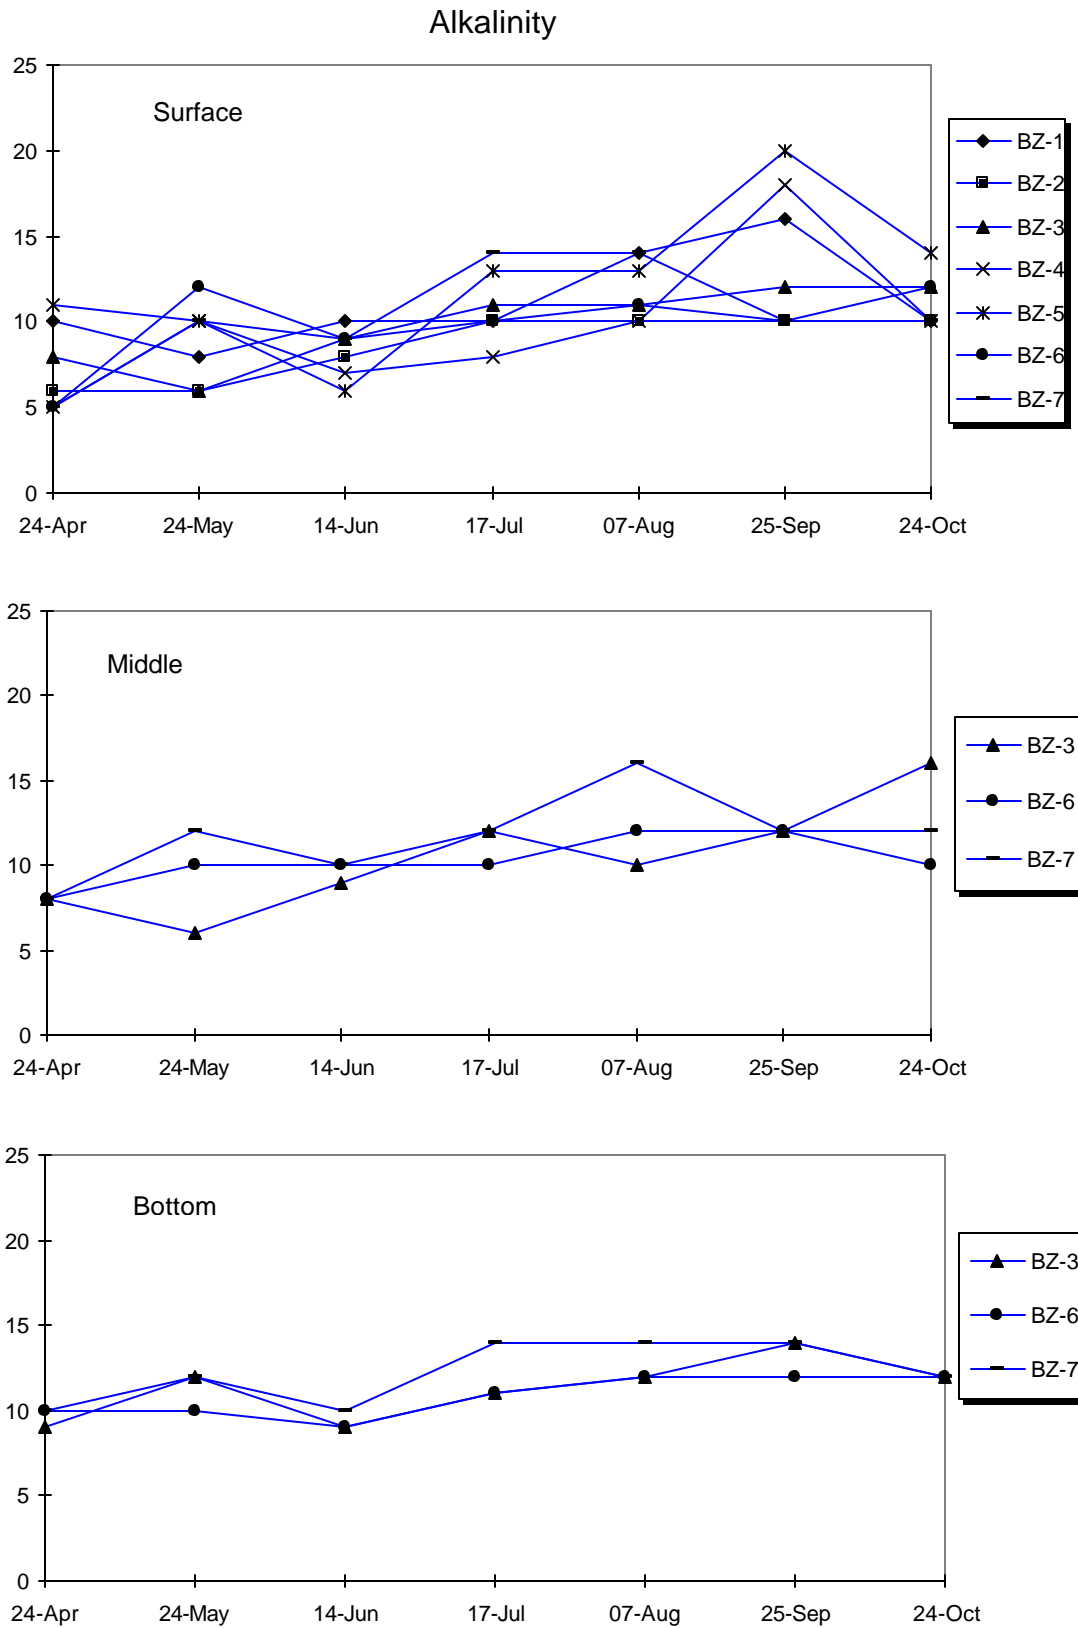 Alkalinity
25
Surface
20
15
10
5
0
24-Apr 24-May 14-Jun 17-Jul 07-Aug 25-Sep 24-Oct
BZ-1
BZ-2
BZ-3
BZ-4
BZ-5
BZ-6
BZ-7
25
Middle
20
15
10
5
0
24-Apr 24-May 14-Jun 17-Jul 07-Aug 25-Sep 24-Oct
BZ-3
BZ-6
BZ-7
25
Bottom
20
15
10
5
0
24-Apr 24-May 14-Jun 17-Jul 07-Aug 25-Sep 24-Oct
BZ-3
BZ-6
BZ-7